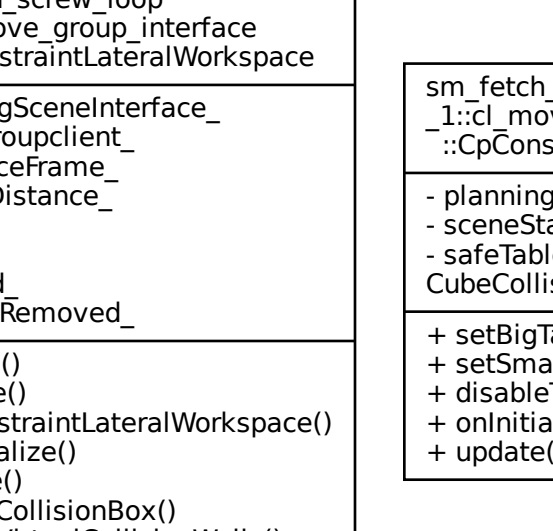 _screw_loop
ove_group_interface
straintLateralWorkspace
gSceneInterface_
roupclient_
ceFrame_
Distance_
d_
Removed_
()
e()
straintLateralWorkspace()
alize()
e()
CollisionBox()
sm_fetch_
_1::cl_mov
::CpCons
- planning
- sceneSta
- safeTabl
CubeCollis
+ setBigTa
+ setSma
+ disable
+ onInitia
+ update(